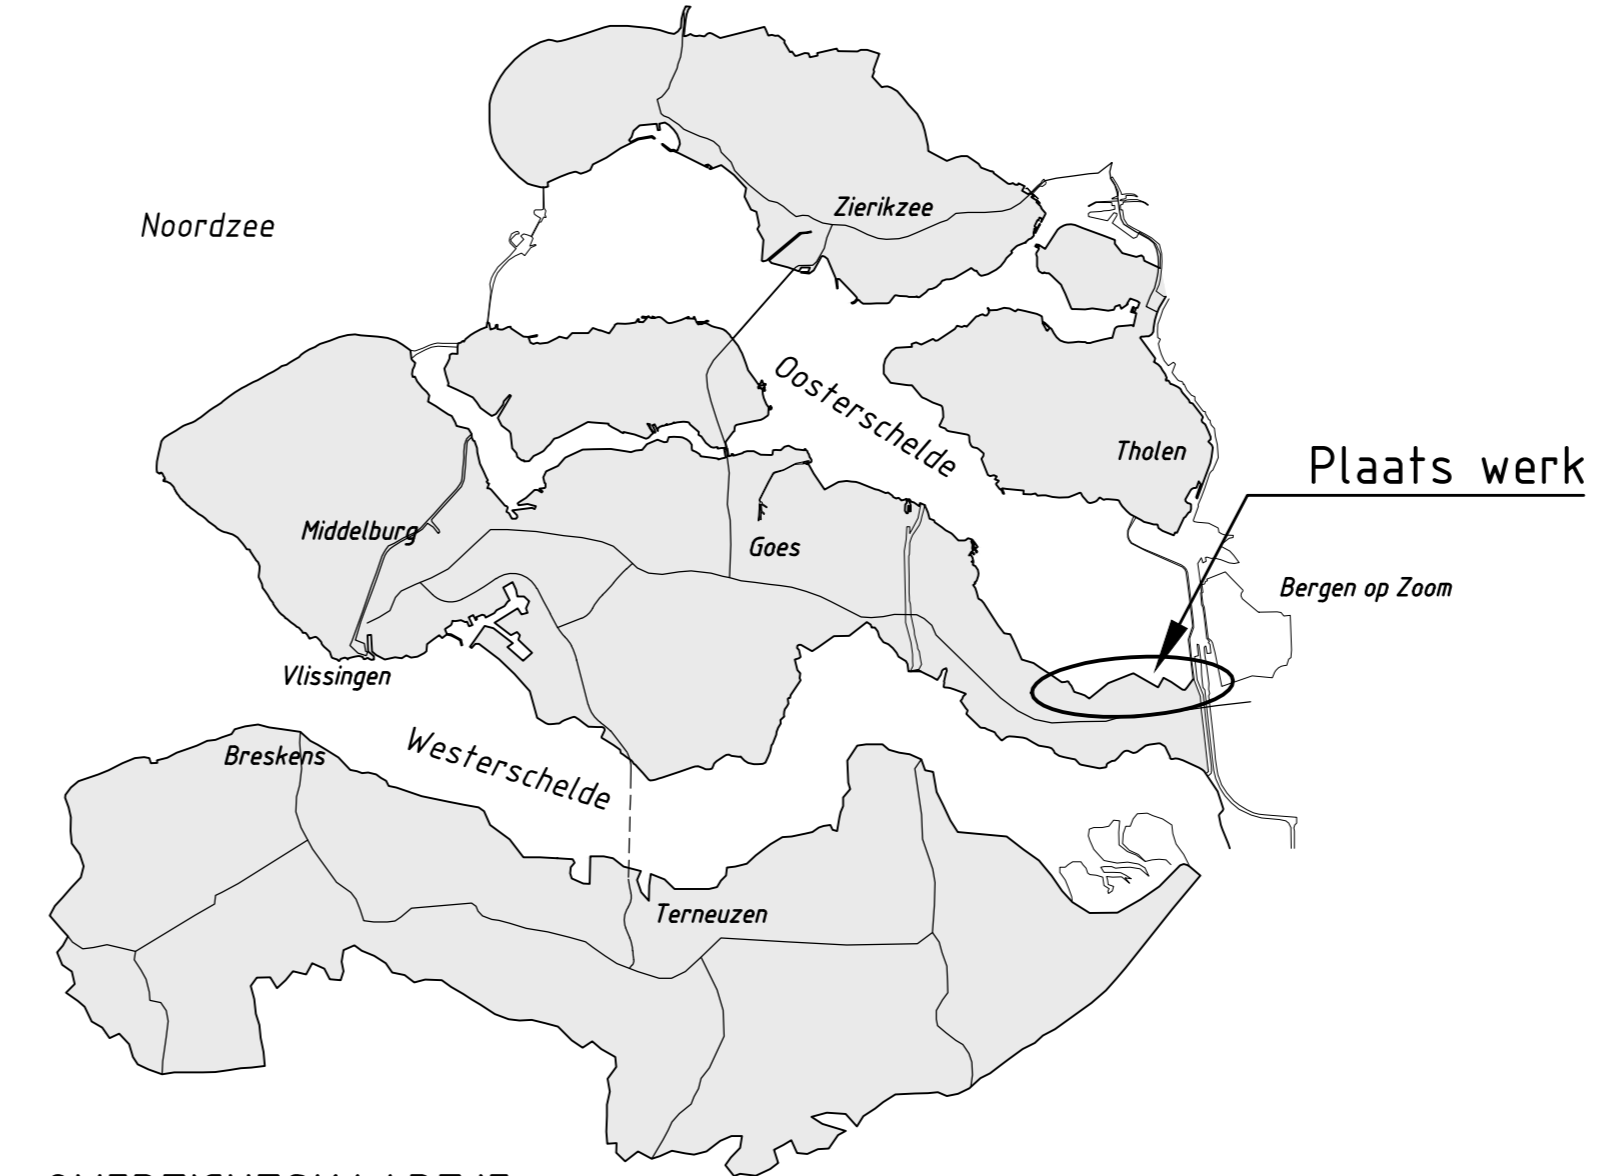 Noordzee
Zierikzee
Oosterschelde
Tholen
Plaats werk
Middelburg
Goes
Bergen op Zoom
Vlissingen
Breskens
Westerschelde
Terneuzen